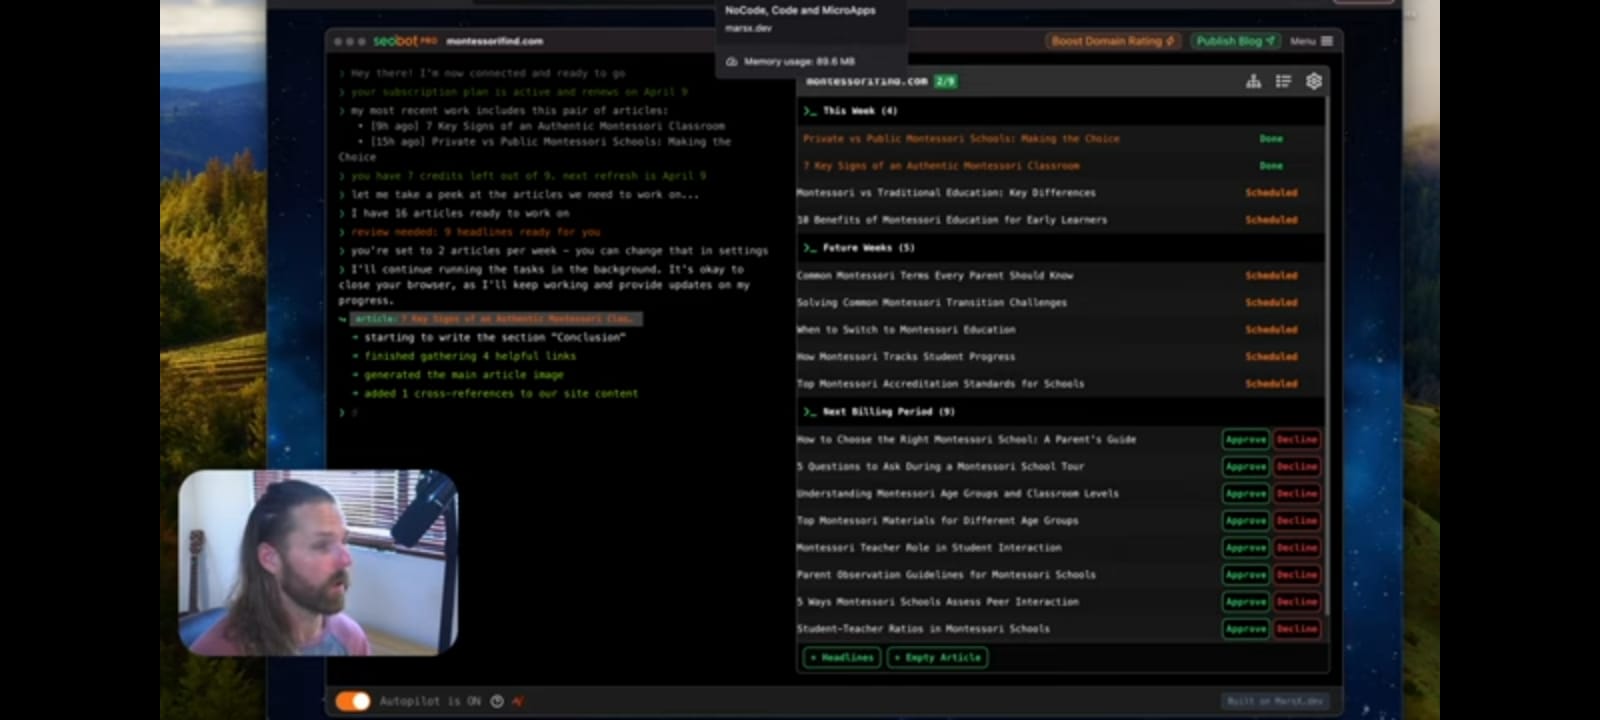 NoCode, Code and MicroApps
marsx.dev
Memory usage: 89.6 MB
seobot PRO montessorifind.com
Boost Domain Rating
Publish Blog
Menu
> Hey there! I'm now connected and ready to go
> your subscription plan is active and renews on April 9
> my most recent work includes this pair of articles:
• [9h ago] 7 Key Signs of an Authentic Montessori Classroom
• [15h ago] Private vs Public Montessori Schools: Making the
Choice
> you have 7 credits left out of 9. next refresh is April 9
> let me take a peek at the articles we need to work on...
> I have 16 articles ready to work on
> review needed: 9 headlines ready for you
> you're set to 2 articles per week - you can change that in settings
> I'll continue running the tasks in the background. It's okay to
close your browser, as I'll keep working and provide updates on my
progress.
article: 7 Key Signs of an Authentic Montessori Clas…
starting to write the section "Conclusion"
finished gathering 4 helpful links
generated the main article image
added 1 cross-references to our site content
>
montessorifind.com 2/9
>_ This Week (4)
Private vs Public Montessori Schools: Making the Choice Done
7 Key Signs of an Authentic Montessori Classroom Done
Montessori vs Traditional Education: Key Differences Scheduled
10 Benefits of Montessori Education for Early Learners Scheduled
>_ Future Weeks (5)
Common Montessori Terms Every Parent Should Know Scheduled
Solving Common Montessori Transition Challenges Scheduled
When to Switch to Montessori Education Scheduled
How Montessori Tracks Student Progress Scheduled
Top Montessori Accreditation Standards for Schools Scheduled
>_ Next Billing Period (9)
How to Choose the Right Montessori School: A Parent's Guide Approve Decline
5 Questions to Ask During a Montessori School Tour Approve Decline
Understanding Montessori Age Groups and Classroom Levels Approve Decline
Top Montessori Materials for Different Age Groups Approve Decline
Montessori Teacher Role in Student Interaction Approve Decline
Parent Observation Guidelines for Montessori Schools Approve Decline
5 Ways Montessori Schools Assess Peer Interaction Approve Decline
Student-Teacher Ratios in Montessori Schools Approve Decline
+ Headlines + Empty Article
Autopilot is ON
Built on MarsX.dev